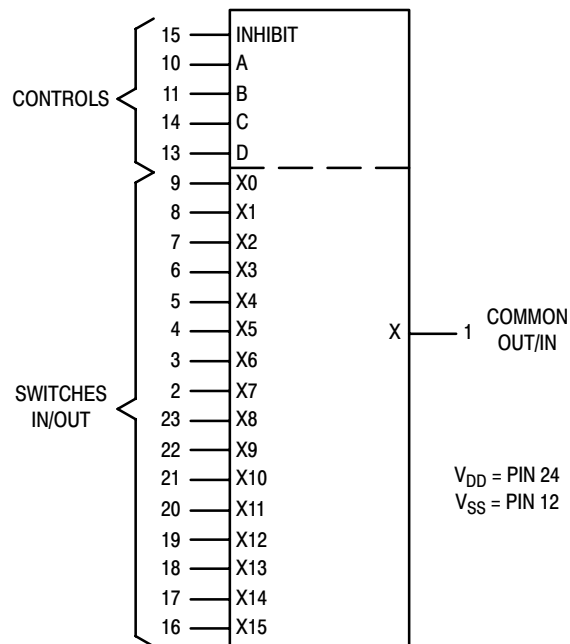 15 INHIBIT
10 A
CONTROLS 11 B
14 C
13 D
9 X0
8 X1
7 X2
6 X3
5 X4
4 X5
X 1 COMMON
OUT/IN
3 X6
2 X7
SWITCHES
IN/OUT
23 X8
22 X9
21 X10
VDD = PIN 24
20 X11
VSS = PIN 12
19 X12
18 X13
17 X14
16 X15